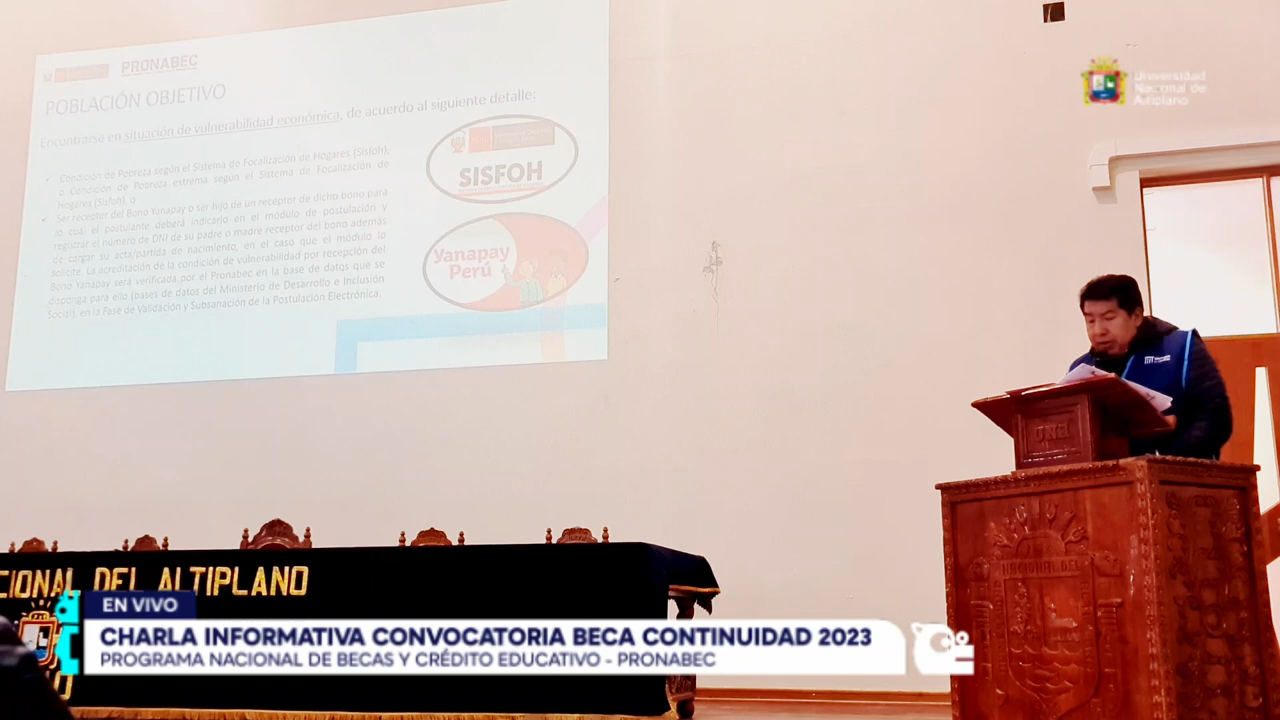 PRONABEC
POBLACIÓN OBJETIVO
Encontrarse en situación de vulnerabilidad económica, de acuerdo al siguiente detalle:
• Condición de Pobreza según el Sistema de Focalización de Hogares (Sisfoh),
o Condición de Pobreza extrema según el Sistema de Focalización de
Hogares (Sisfoh), o
• Ser receptor del Bono Yanapay o ser hijo de un receptor de dicho bono para
lo cual el postulante deberá indicarlo en el módulo de postulación y
registrar el número de DNI de su padre o madre receptor del bono además
de cargar su acta/partida de nacimiento, en el caso que el módulo lo
solicite. La acreditación de la condición de vulnerabilidad por recepción del
Bono Yanapay será verificada por el Pronabec en la base de datos que se
disponga para ello (bases de datos del Ministerio de Desarrollo e Inclusión
Social), en la Fase de Validación y Subsanación de la Postulación Electrónica.
SISFOH
Yanapay
Perú
Universidad
Nacional del
Altiplano
UNA
NACIONAL DEL
CIONAL DEL ALTIPLANO
EN VIVO
CHARLA INFORMATIVA CONVOCATORIA BECA CONTINUIDAD 2023
PROGRAMA NACIONAL DE BECAS Y CRÉDITO EDUCATIVO - PRONABEC